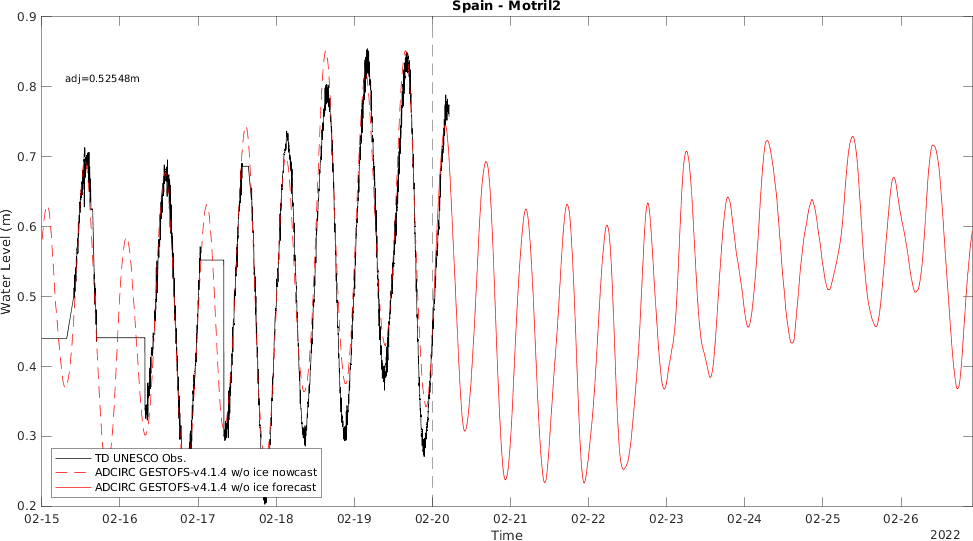 Spain - Motril2
adj=0.52548m
Water Level (m)
0.9
0.8
0.7
0.6
0.5
0.4
0.3
0.2
TD UNESCO Obs.
ADCIRC GESTOFS-v4.1.4 w/o ice nowcast
ADCIRC GESTOFS-v4.1.4 w/o ice forecast
02-15 02-16 02-17 02-18 02-19 02-20 02-21 02-22 02-23 02-24 02-25 02-26
Time
2022